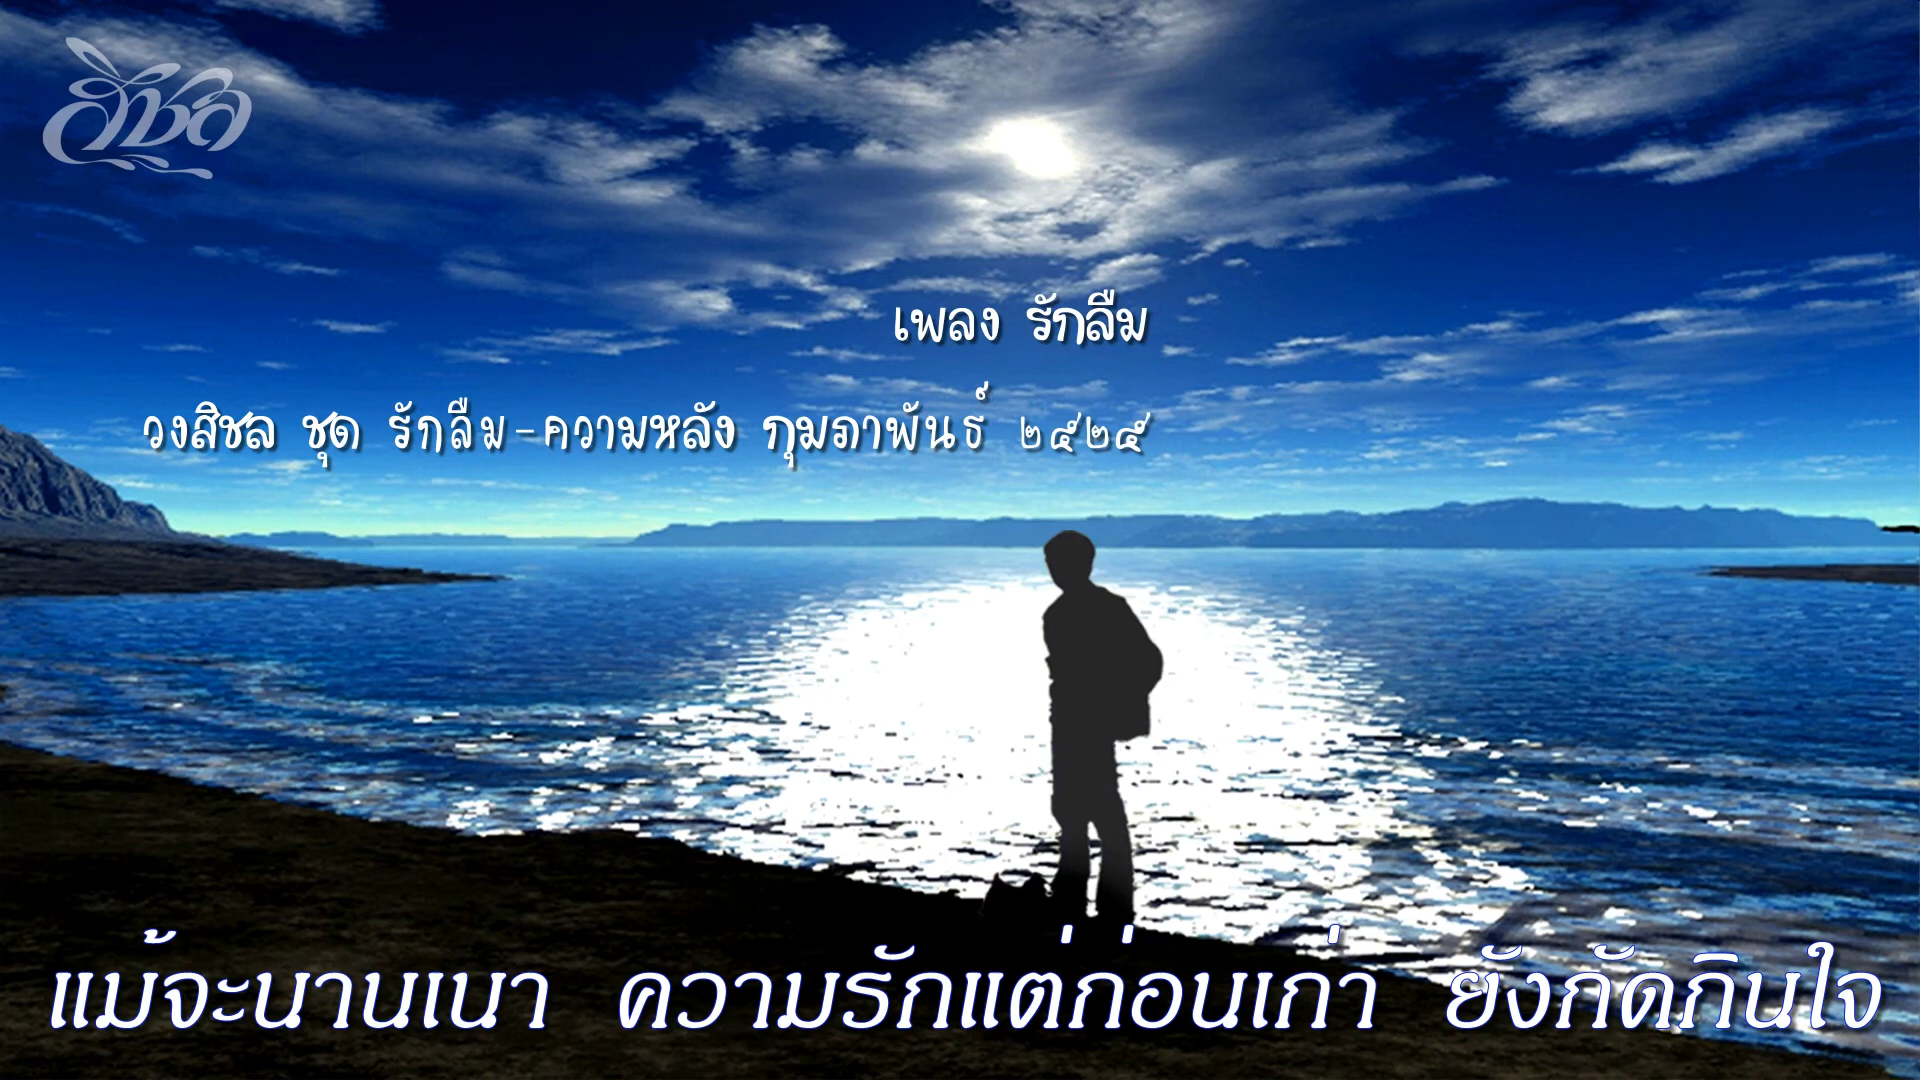 สิชล
เพลง รักลืม
วงสิชล ชุด รักลืม-ความหลัง กุมภาพันธ์ ๒๕๒๕
แม้จะนานเนา ความรักแต่ก่อนเก่า ยังกัดกินใจ